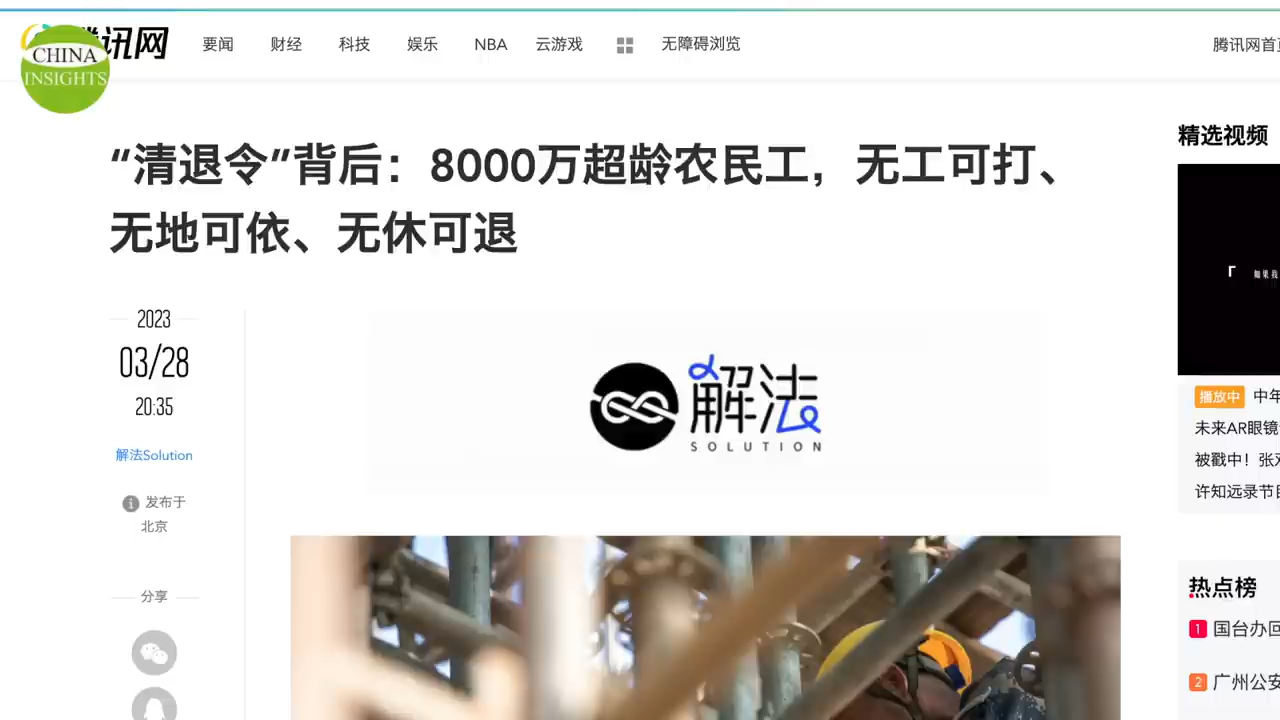 腾讯网
CHINA
INSIGHTS
要闻 财经 科技 娱乐 NBA 云游戏 无障碍浏览
腾讯网首
“清退令”背后：8000万超龄农民工，无工可打、
无地可依、无休可退
2023
03/28
20:35
解法Solution
发布于
北京
分享
解法
SOLUTION
精选视频
「 如果我
播放中 中年
未来AR眼镜
被戳中！张
许知远录节目
热点榜
1 国台办回
2 广州公安